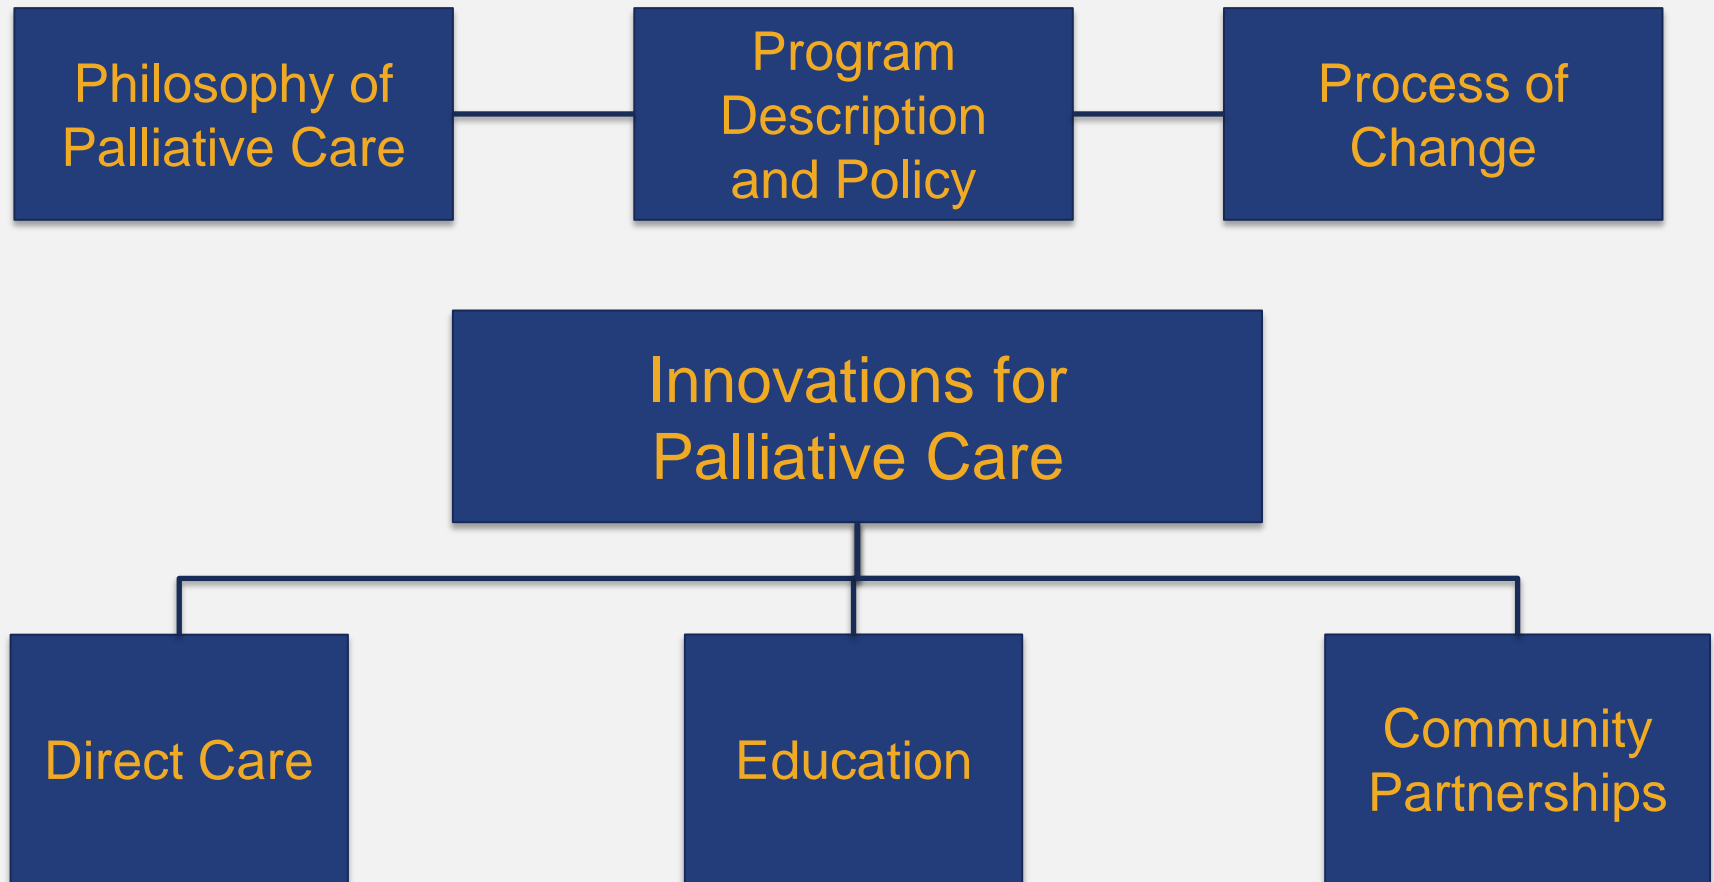 Philosophy of
Palliative Care
Program
Description
and Policy
Process of
Change
Innovations for
Palliative Care
Direct Care
Education
Community
Partnerships